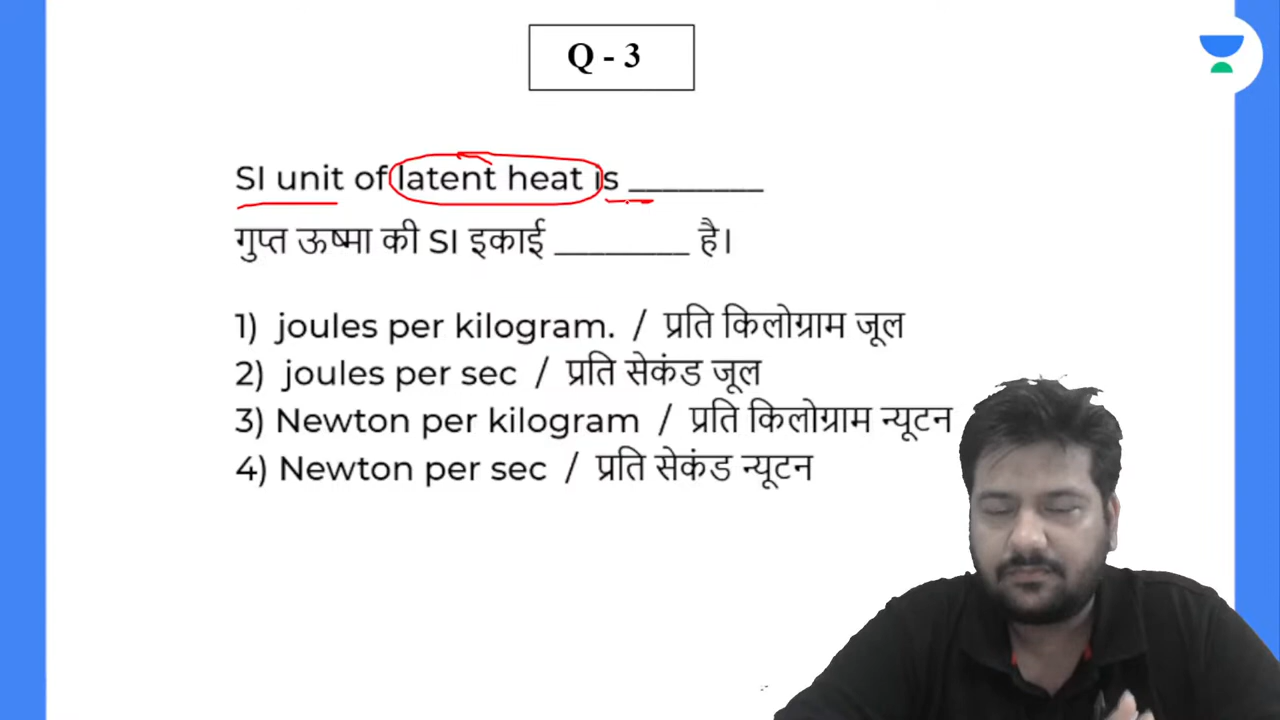 Q - 3
SI unit of latent heat is ________
गुप्त ऊष्मा की SI इकाई ________ है।
1) joules per kilogram. / प्रति किलोग्राम जूल
2) joules per sec / प्रति सेकंड जूल
3) Newton per kilogram / प्रति किलोग्राम न्यूटन
4) Newton per sec / प्रति सेकंड न्यूटन